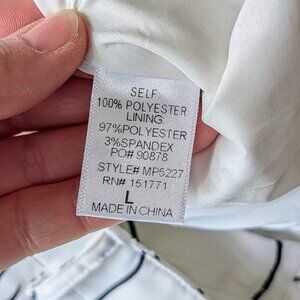 SELF
100% POLYESTER
LINING
97%POLYESTER
3%SPANDEX
PO# 90878
STYLE# MP5227
RN# 151771
L
MADE IN CHINA